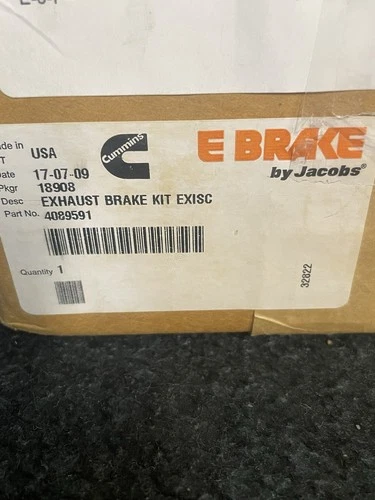 ade in USA
Cummins
E BRAKE
by Jacobs®
ate 17-07-09
Pkgr 18908
Desc EXHAUST BRAKE KIT EXISC
Part No. 4089591
Quantity 1
32822